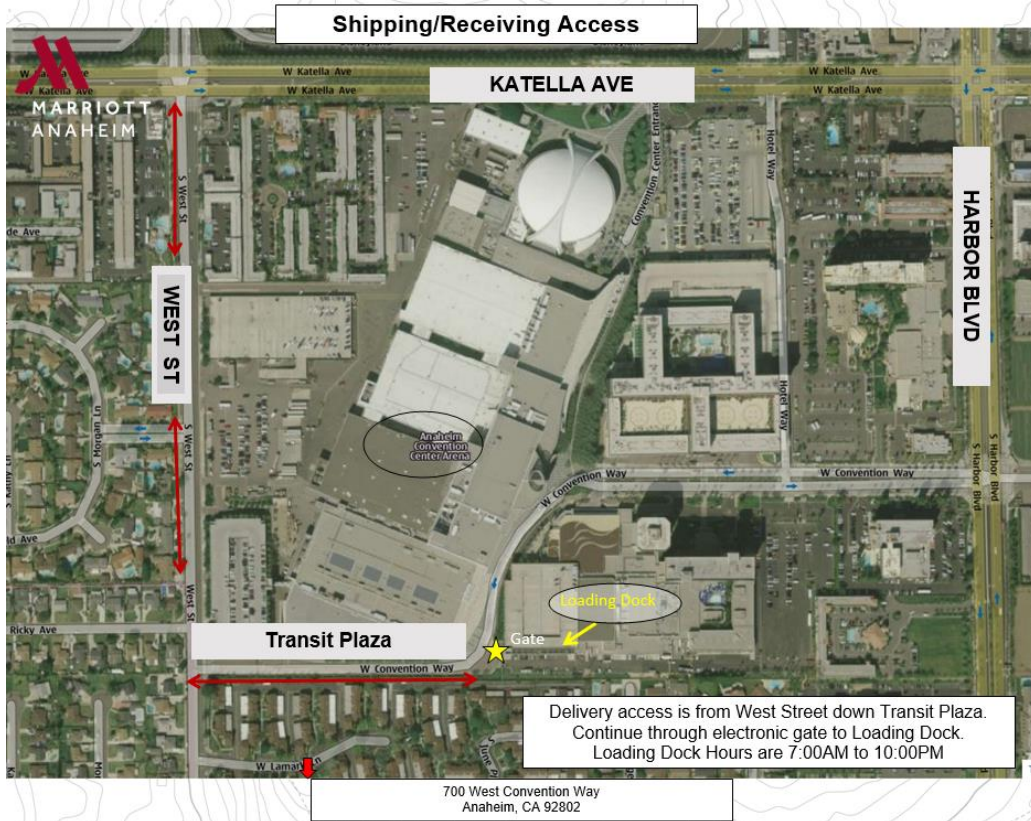 Shipping/Receiving Access
W Katella Ave
W Katella Ave
W Katella Ave
W Katella Ave
KATELLA AVE
MARRIOTT
ANAHEIM
S West St
Convention Center Entran
Hotel Way
HARBOR BLVD
WEST ST
S Morgan Ln
S West St
Anaheim
Convention
Center Arena
Hotel Way
W Convention Way
W Convention Way
S Harbor Blvd
S Harbor Blvd
West St
Ricky Ave
Loading Dock
Transit Plaza
Gate
W Convention Way
Delivery access is from West Street down Transit Plaza.
Continue through electronic gate to Loading Dock.
Loading Dock Hours are 7:00AM to 10:00PM
700 West Convention Way
Anaheim, CA 92802